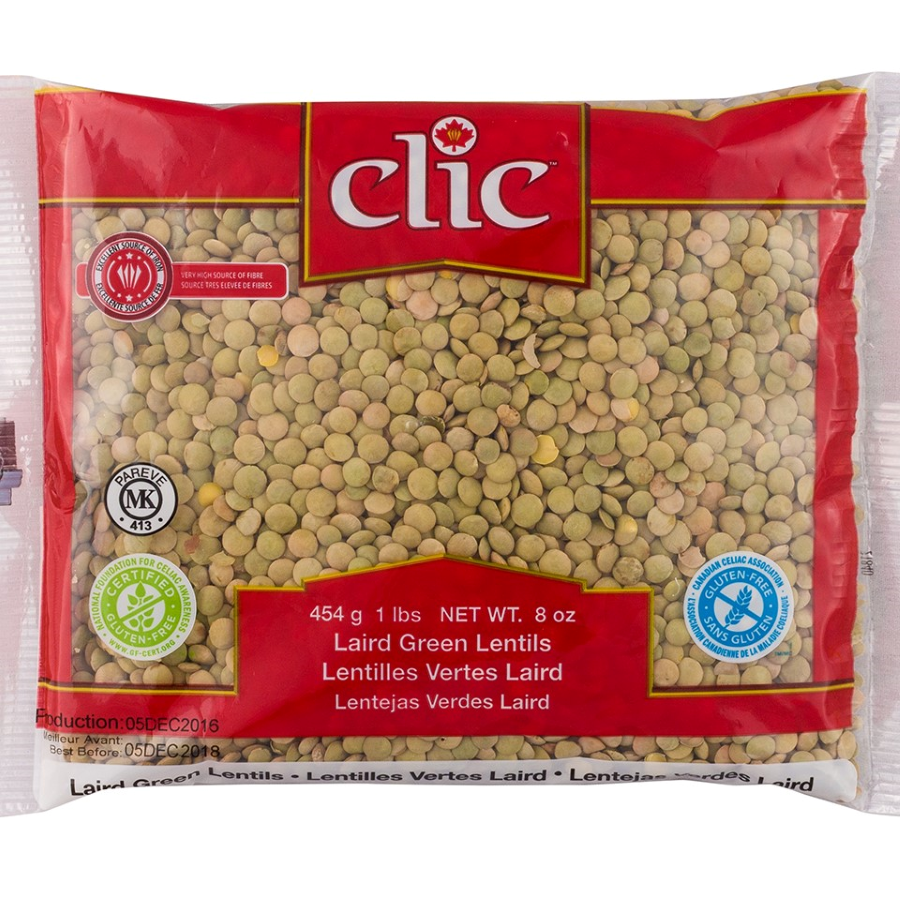 clic™
EXCELLENT SOURCE OF IRON
EXCELLENTE SOURCE DE FER
VERY HIGH SOURCE OF FIBRE
SOURCE TRES ELEVEE DE FIBRES
PAREVE
MK
• 413 •
NATIONAL FOUNDATION FOR CELIAC AWARENESS
CERTIFIED
GLUTEN-FREE
• WWW.GF-CERT.ORG •
• CANADIAN CELIAC ASSOCIATION •
GLUTEN-FREE
SANS GLUTEN
L'ASSOCIATION CANADIENNE DE LA MALADIE COELIAQUE
454 g 1 lbs NET WT. 8 oz
Laird Green Lentils
Lentilles Vertes Laird
Lentejas Verdes Laird
Production:05DEC2016
Meilleur Avant:
Best Before:05DEC2018
Laird Green Lentils • Lentilles Vertes Laird • Lentejas Verdes Laird